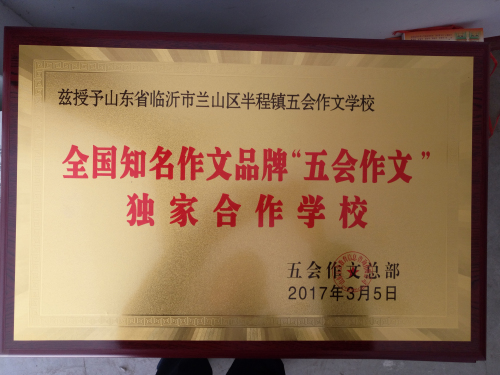 兹授予山东省临沂市兰山区半程镇五会作文学校
全国知名作文品牌“五会作文”
独家合作学校
五会作文总部
2017年3月5日